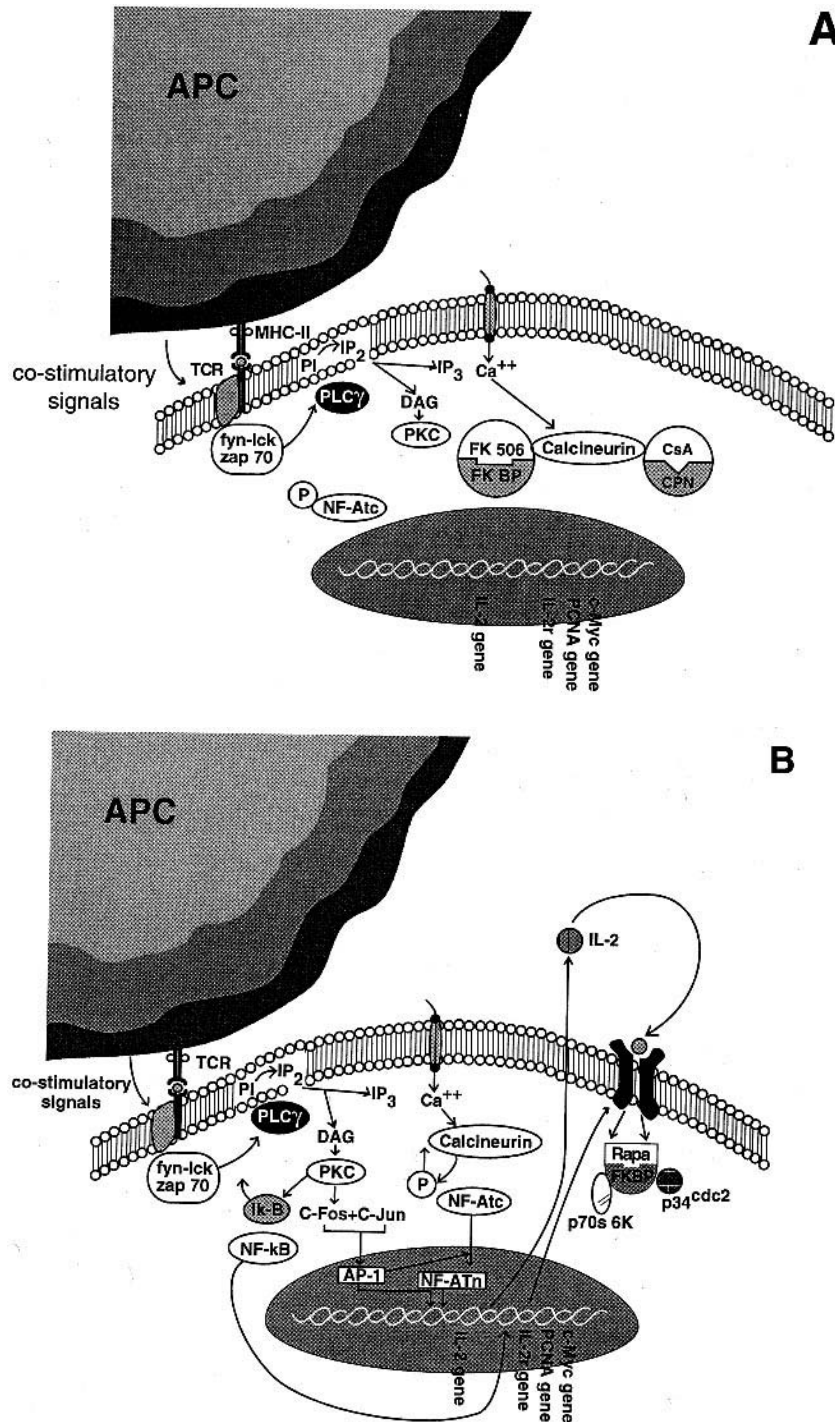 A
APC
MHC-II
TCR
PI
IP2
IP3
Ca++
co-stimulatory
signals
PLCγ
DAG
PKC
fyn-lck
zap 70
FK 506
FK BP
Calcineurin
CsA
CPN
P
NF-Atc
IL-2 gene
IL-2r gene
PCNA gene
c-Myc gene
B
APC
IL-2
TCR
co-stimulatory
signals
PI
IP2
IP3
Ca++
PLCγ
DAG
Calcineurin
fyn-lck
zap 70
PKC
P
Rapa
FKBP
p34cdc2
p70s 6K
Ik-B
C-Fos+C-Jun
NF-Atc
NF-kB
AP-1
NF-ATn
IL-2 gene
IL-2r gene
PCNA gene
c-Myc gene